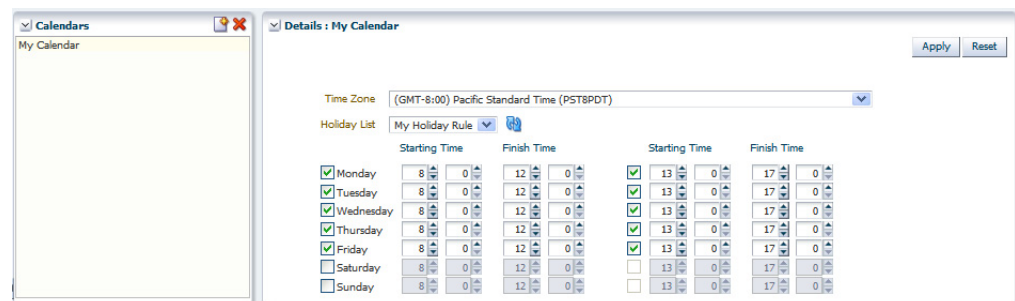 Calendars
My Calendar
Details : My Calendar
Apply Reset
Time Zone (GMT-8:00) Pacific Standard Time (PST8PDT)
Holiday List My Holiday Rule
Starting Time Finish Time Starting Time Finish Time
Monday 8 0 12 0 13 0 17 0
Tuesday 8 0 12 0 13 0 17 0
Wednesday 8 0 12 0 13 0 17 0
Thursday 8 0 12 0 13 0 17 0
Friday 8 0 12 0 13 0 17 0
Saturday 8 0 12 0 13 0 17 0
Sunday 8 0 12 0 13 0 17 0